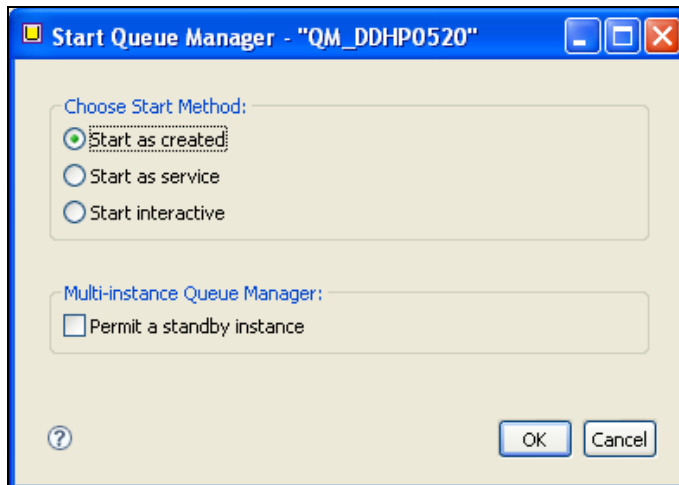 Start Queue Manager - "QM_DDHP0520"
Choose Start Method:
Start as created
Start as service
Start interactive
Multi-instance Queue Manager:
Permit a standby instance
?
OK Cancel